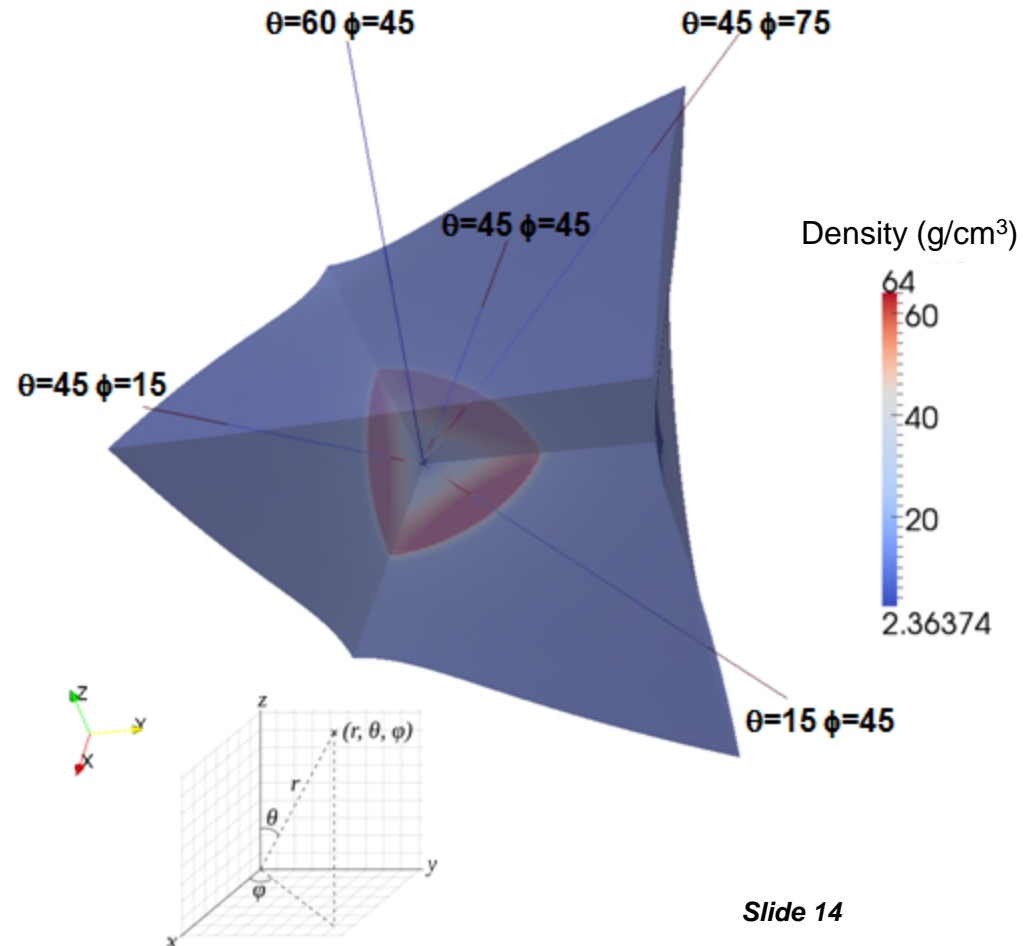 θ=60 ϕ=45
θ=45 ϕ=75
θ=45 ϕ=45
Density (g/cm³)
64
60
40
20
2.36374
θ=45 ϕ=15
θ=15 ϕ=45
Z
Y
X
z
(r, θ, φ)
r
θ
y
φ
x
Slide 14